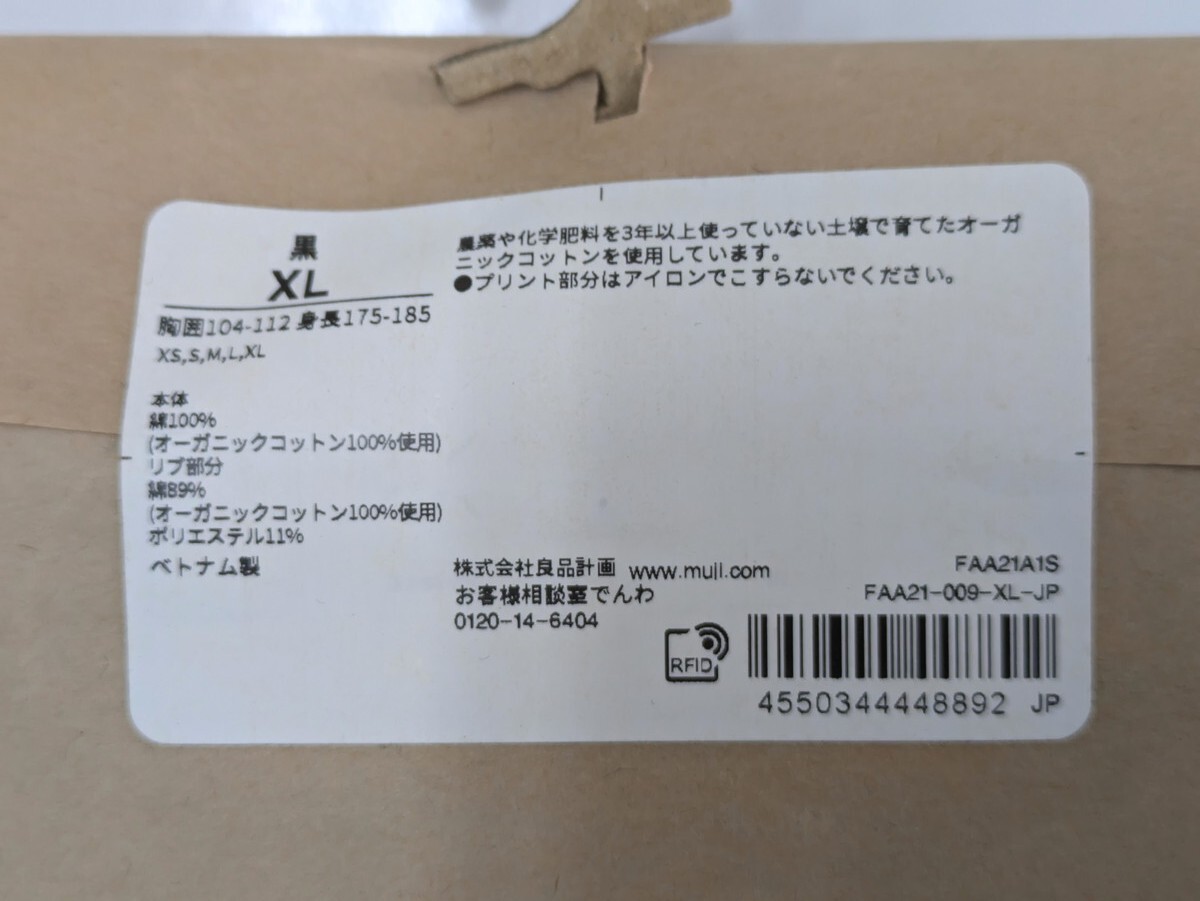 黒
XL
胸囲104-112 身長175-185
XS,S,M,L,XL
本体
綿100%
(オーガニックコットン100%使用)
リブ部分
綿89%
(オーガニックコットン100%使用)
ポリエステル11%
ベトナム製
農薬や化学肥料を3年以上使っていない土壌で育てたオーガ
ニックコットンを使用しています。
●プリント部分はアイロンでこすらないでください。
株式会社良品計画 www.muji.com
お客様相談室でんわ
0120-14-6404
FAA21A1S
FAA21-009-XL-JP
RFID
4550344448892 JP